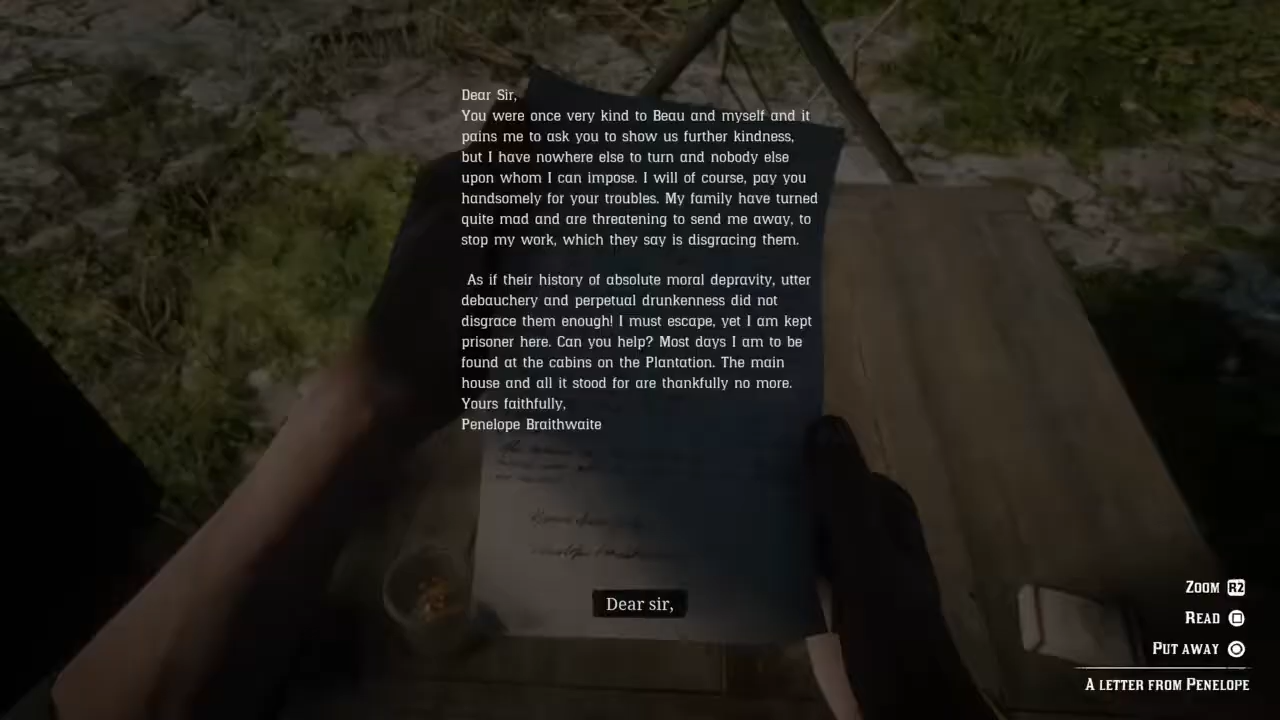 Dear Sir,
You were once very kind to Beau and myself and it
pains me to ask you to show us further kindness,
but I have nowhere else to turn and nobody else
upon whom I can impose. I will of course, pay you
handsomely for your troubles. My family have turned
quite mad and are threatening to send me away, to
stop my work, which they say is disgracing them.
As if their history of absolute moral depravity, utter
debauchery and perpetual drunkenness did not
disgrace them enough! I must escape, yet I am kept
prisoner here. Can you help? Most days I am to be
found at the cabins on the Plantation. The main
house and all it stood for are thankfully no more.
Yours faithfully,
Penelope Braithwaite
Dear sir,
ZOOM R2
READ
PUT AWAY
A LETTER FROM PENELOPE